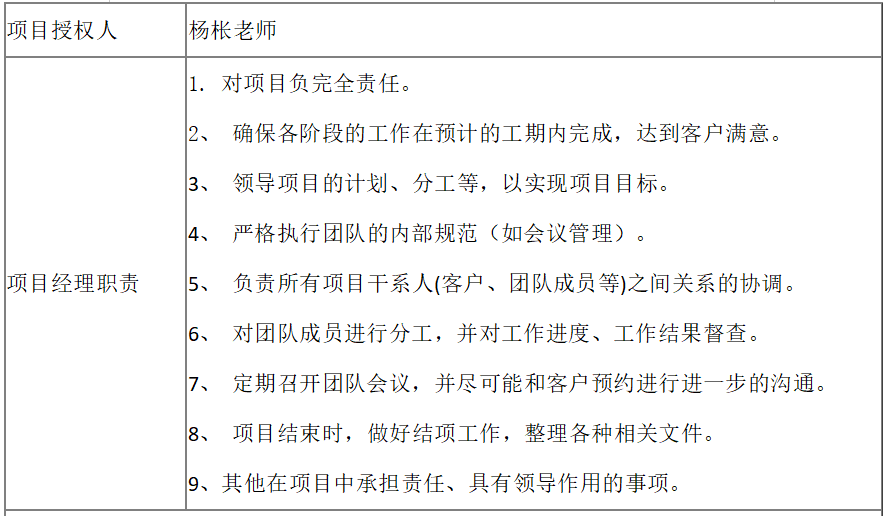 项目授权人 杨枨老师
1. 对项目负完全责任。
2、 确保各阶段的工作在预计的工期内完成，达到客户满意。
3、 领导项目的计划、分工等，以实现项目目标。
4、 严格执行团队的内部规范（如会议管理）。
项目经理职责 5、 负责所有项目干系人(客户、团队成员等)之间关系的协调。
6、 对团队成员进行分工，并对工作进度、工作结果督查。
7、 定期召开团队会议，并尽可能和客户预约进行进一步的沟通。
8、 项目结束时，做好结项工作，整理各种相关文件。
9、其他在项目中承担责任、具有领导作用的事项。